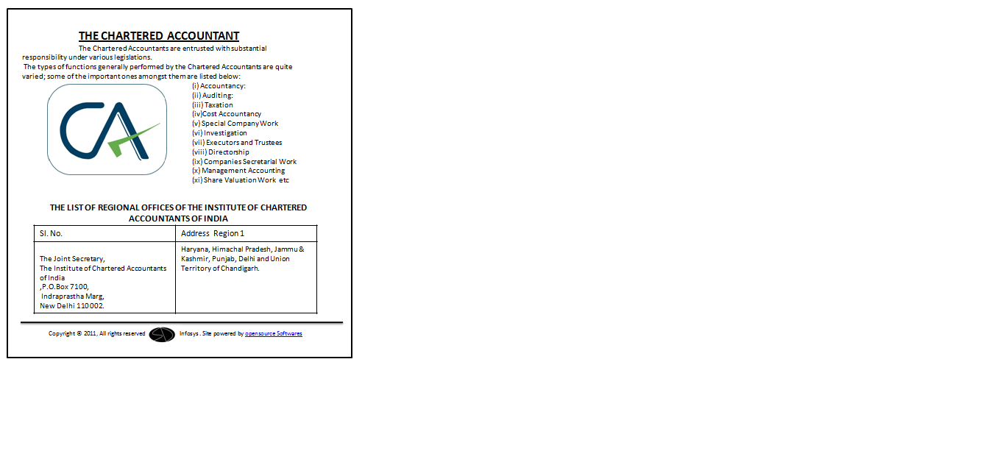 THE CHARTERED ACCOUNTANT
The Chartered Accountants are entrusted with substantial
responsibility under various legislations.
The types of functions generally performed by the Chartered Accountants are quite
varied; some of the important ones amongst them are listed below:
CA
(i) Accountancy:
(ii) Auditing:
(iii) Taxation
(iv)Cost Accountancy
(v) Special Company Work
(vi) Investigation
(vii) Executors and Trustees
(viii) Directorship
(ix) Companies Secretarial Work
(x) Management Accounting
(xi) Share Valuation Work etc
THE LIST OF REGIONAL OFFICES OF THE INSTITUTE OF CHARTERED
ACCOUNTANTS OF INDIA
Sl. No.
Address Region 1
The Joint Secretary,
The Institute of Chartered Accountants
of India
,P.O.Box 7100,
Indraprastha Marg,
New Delhi 110002.
Haryana, Himachal Pradesh, Jammu &
Kashmir, Punjab, Delhi and Union
Territory of Chandigarh.
Copyright © 2011, All rights reserved Infosys . Site powered by opensource Softwares